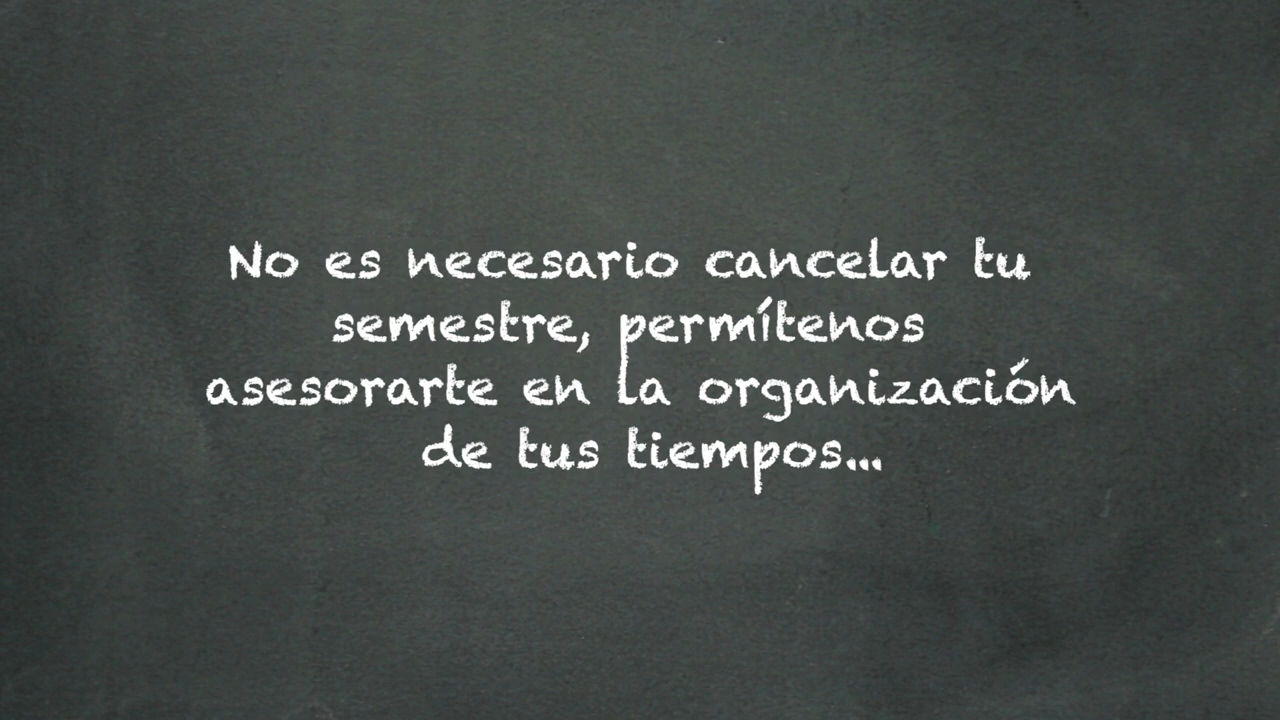 No es necesario cancelar tu
semestre, permítenos
asesorarte en la organización
de tus tiempos...